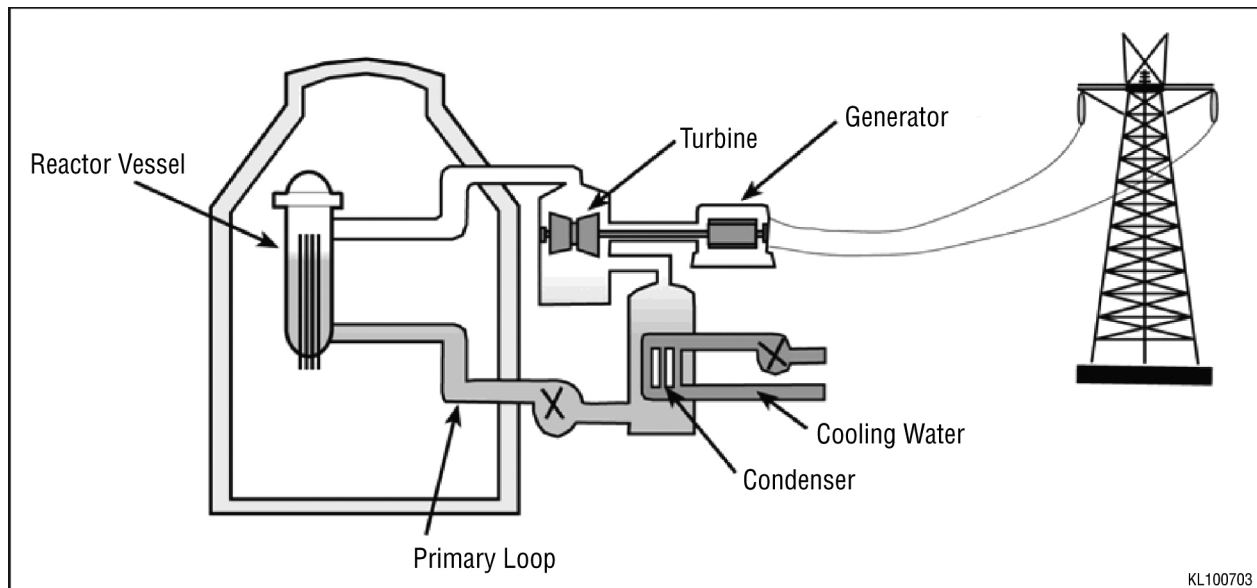 Generator
Turbine
Reactor Vessel
Cooling Water
Condenser
Primary Loop
KL100703